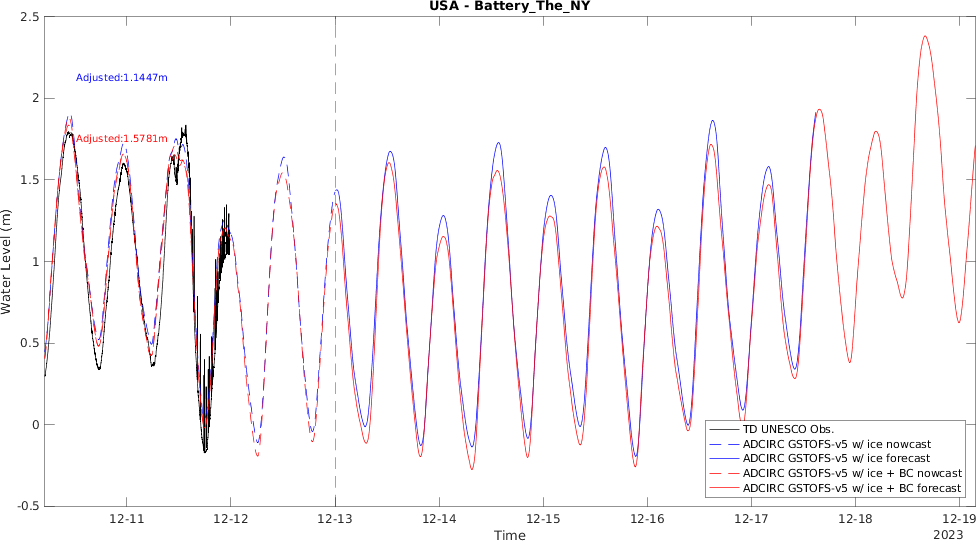 USA - Battery_The_NY
2.5
2
1.5
1
0.5
0
-0.5
Water Level (m)
Adjusted:1.1447m
Adjusted:1.5781m
TD UNESCO Obs.
ADCIRC GSTOFS-v5 w/ ice nowcast
ADCIRC GSTOFS-v5 w/ ice forecast
ADCIRC GSTOFS-v5 w/ ice + BC nowcast
ADCIRC GSTOFS-v5 w/ ice + BC forecast
12-11 12-12 12-13 12-14 12-15 12-16 12-17 12-18 12-19
Time
2023